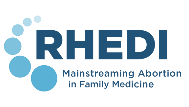 RHEDI
Mainstreaming Abortion
in Family Medicine